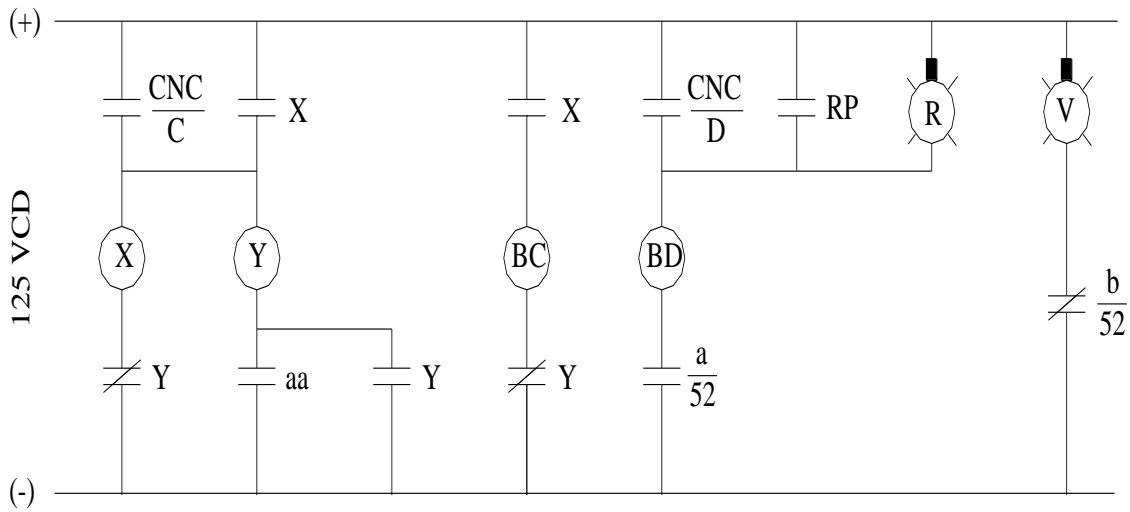 (+)
CNC
C
X
X
CNC
D
RP
R
V
125 VCD
X
Y
BC
BD
b
52
Y
aa
Y
Y
a
52
(-)